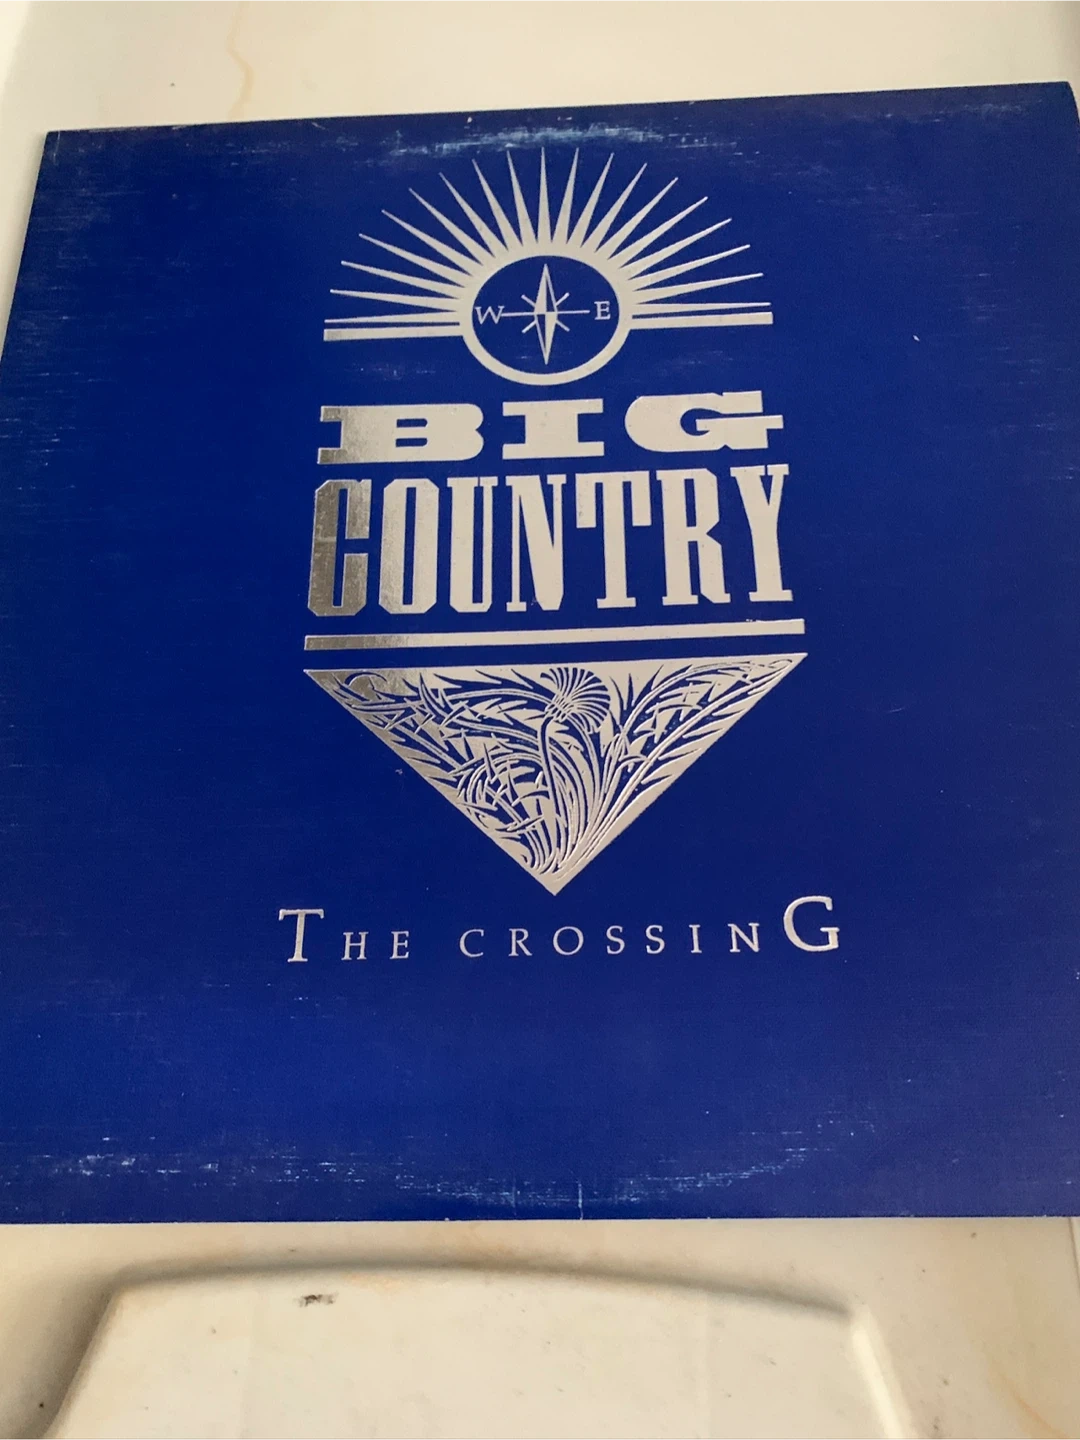 W E
BIG
COUNTRY
THE CROSSING